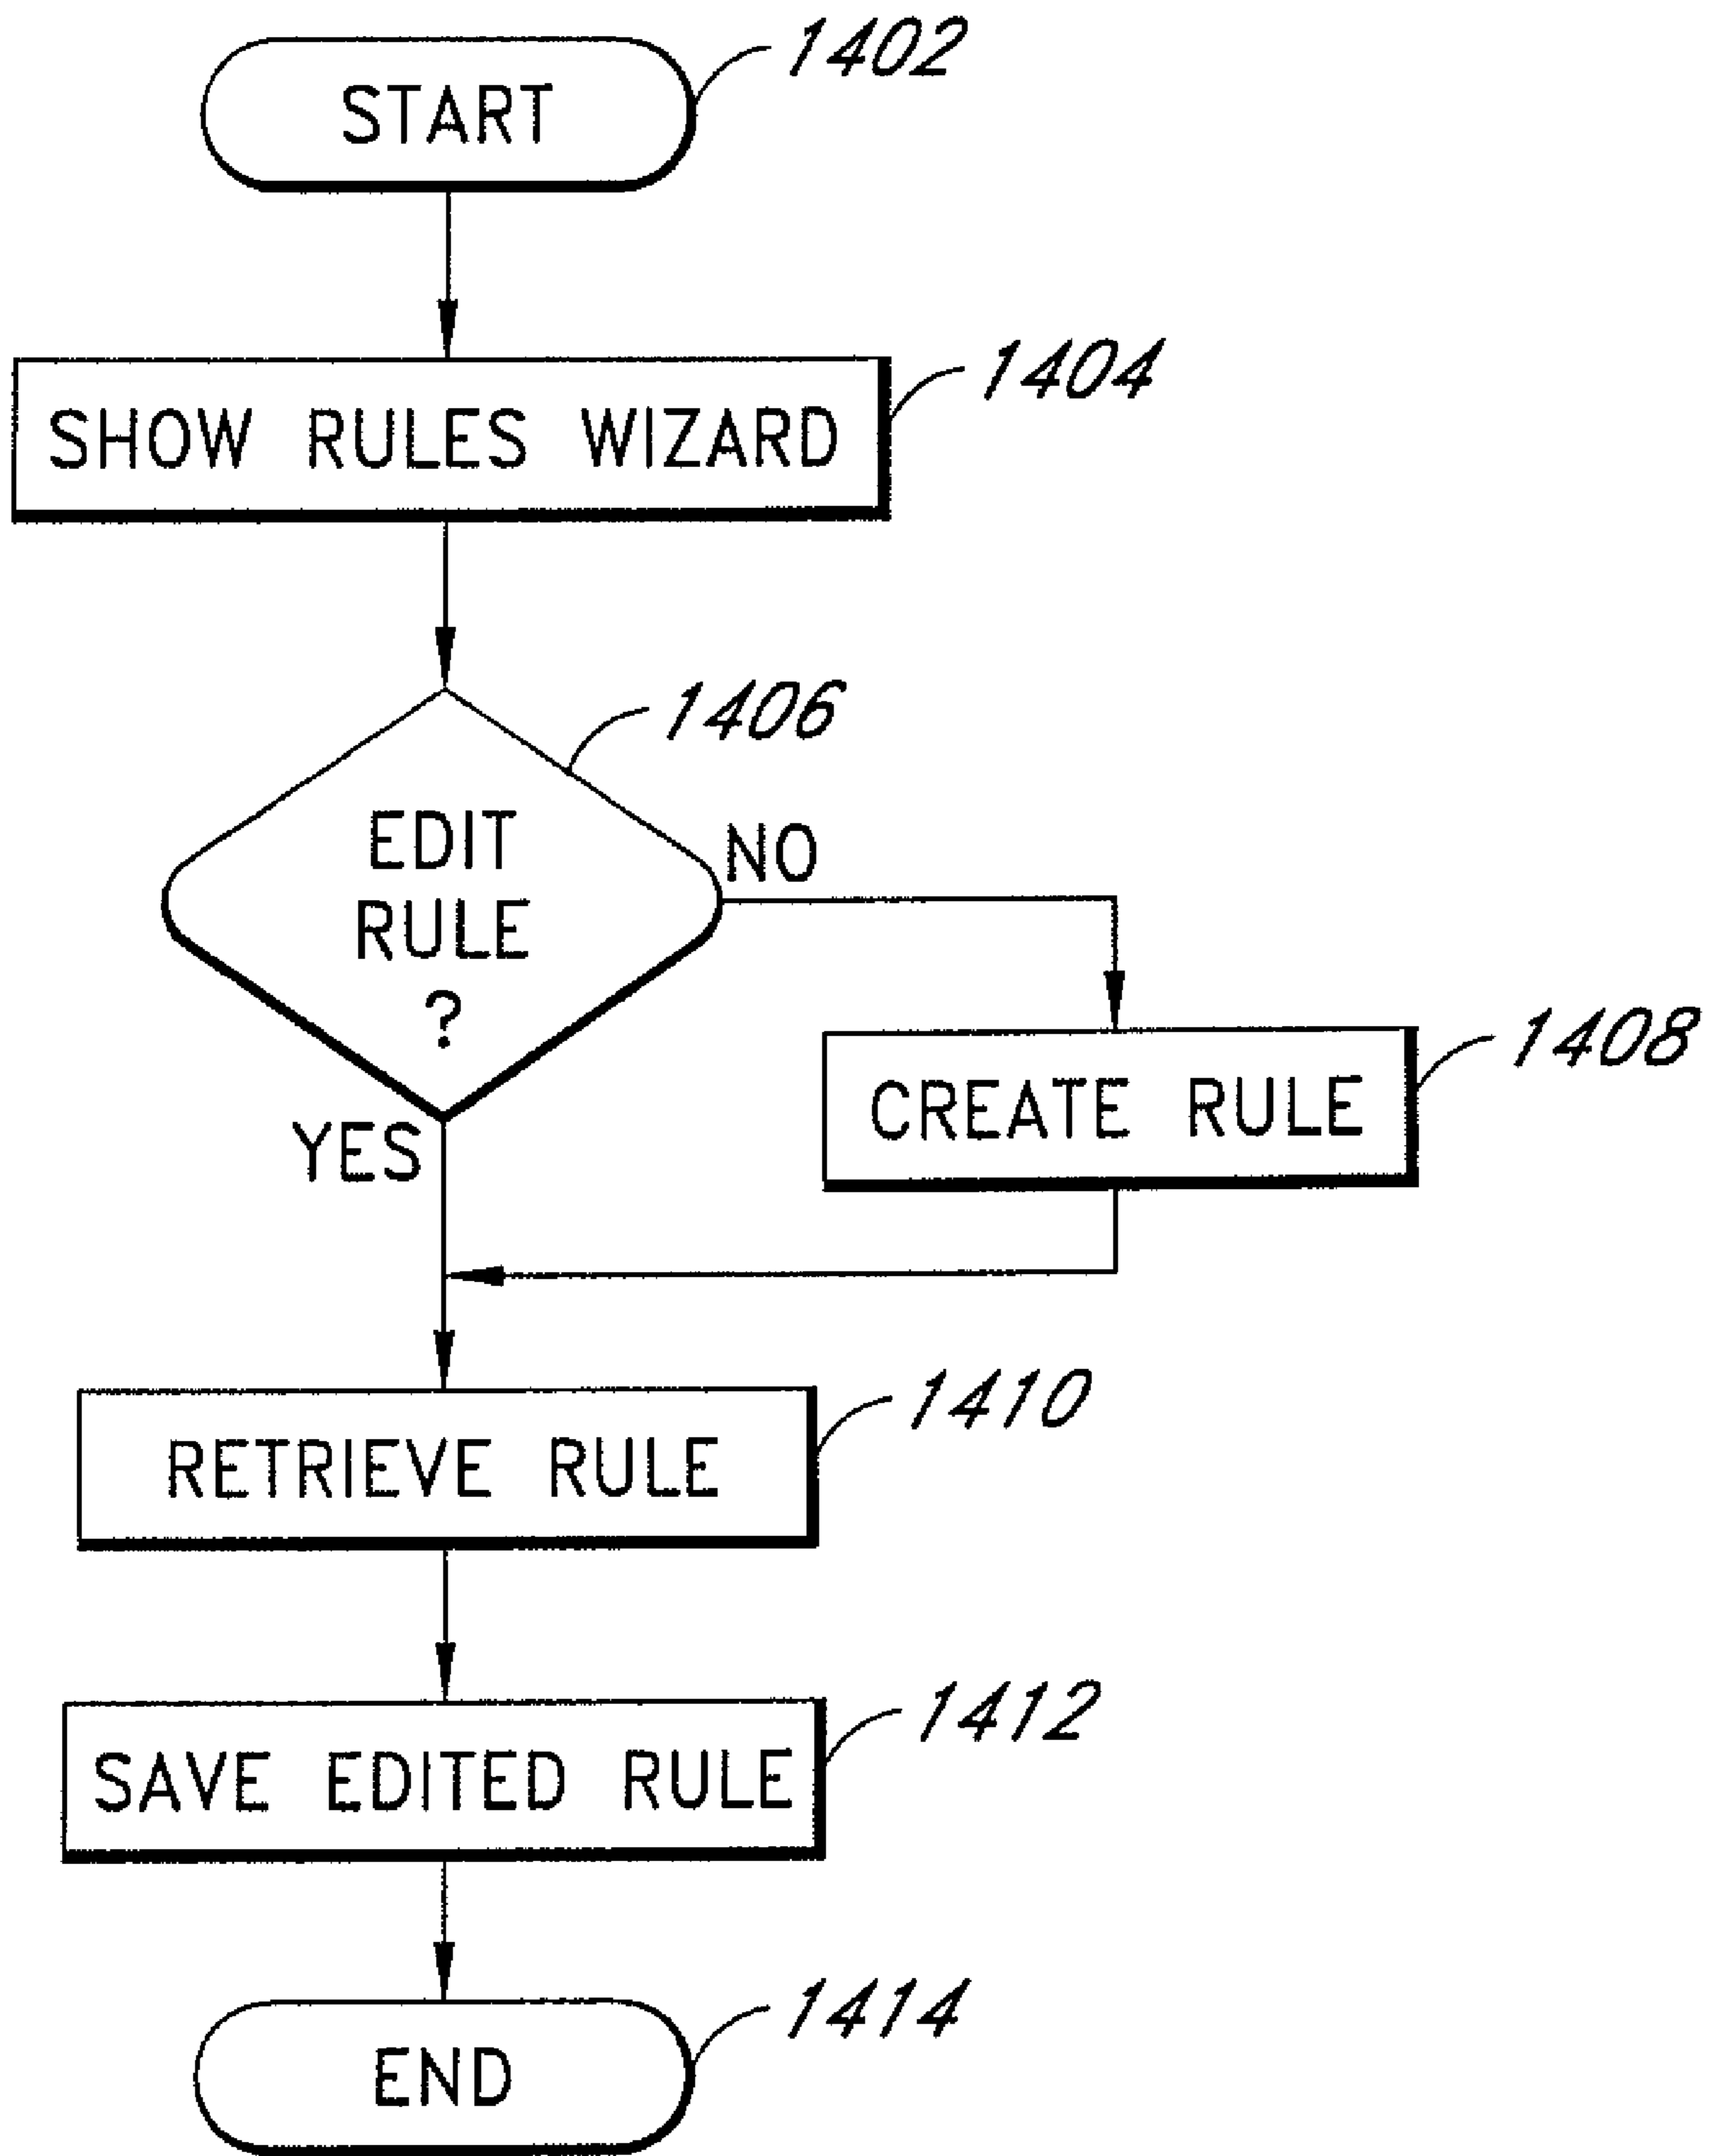 1402
START
1404
SHOW RULES WIZARD
1406
EDIT
RULE
?
NO
YES
1408
CREATE RULE
1410
RETRIEVE RULE
1412
SAVE EDITED RULE
1414
END